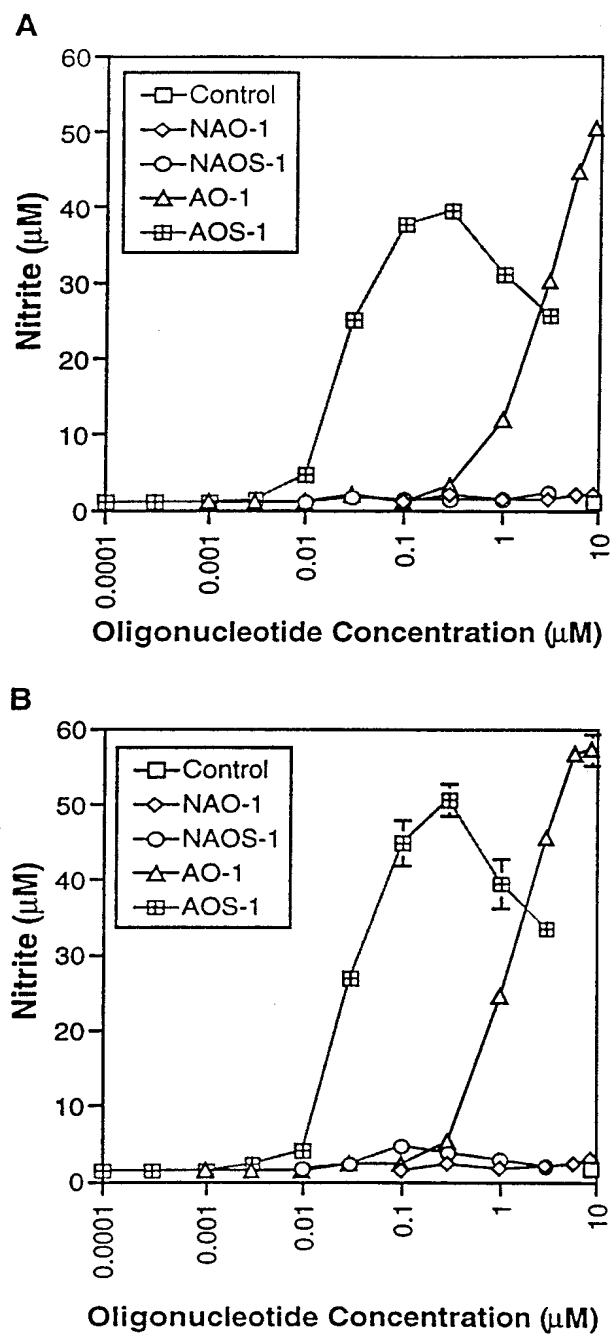 A
60
50
40
30
20
10
0
Nitrite (μM)
Control
NAO-1
NAOS-1
AO-1
AOS-1
0.0001
0.001
0.01
0.1
1
10
Oligonucleotide Concentration (μM)
B
60
50
40
30
20
10
0
Nitrite (μM)
Control
NAO-1
NAOS-1
AO-1
AOS-1
0.0001
0.001
0.01
0.1
1
10
Oligonucleotide Concentration (μM)